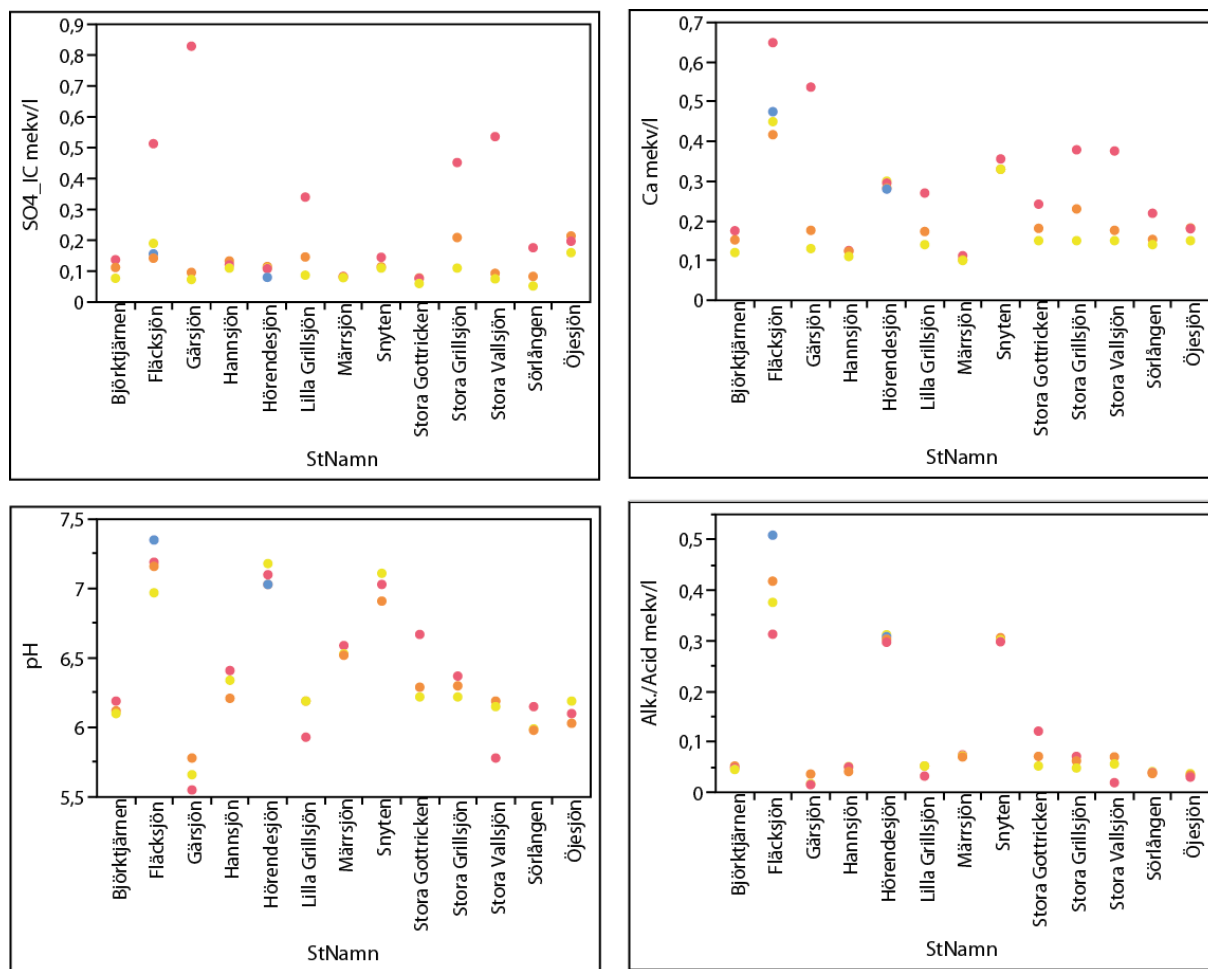 0,9
0,8
0,7
0,6
0,5
0,4
0,3
0,2
0,1
0
SO4_IC mekv/l
Björktjärnen
Fläcksjön
Gärsjön
Hannsjön
Hörendesjön
Lilla Grillsjön
Märrsjön
Snyten
Stora Gottricken
Stora Grillsjön
Stora Vallsjön
Sörlången
Öjesjön
StNamn
0,7
0,6
0,5
0,4
0,3
0,2
0,1
0
Ca mekv/l
Björktjärnen
Fläcksjön
Gärsjön
Hannsjön
Hörendesjön
Lilla Grillsjön
Märrsjön
Snyten
Stora Gottricken
Stora Grillsjön
Stora Vallsjön
Sörlången
Öjesjön
StNamn
7,5
7
6,5
6
5,5
pH
Björktjärnen
Fläcksjön
Gärsjön
Hannsjön
Hörendesjön
Lilla Grillsjön
Märrsjön
Snyten
Stora Gottricken
Stora Grillsjön
Stora Vallsjön
Sörlången
Öjesjön
StNamn
0,5
0,4
0,3
0,2
0,1
0
Alk./Acid mekv/l
Björktjärnen
Fläcksjön
Gärsjön
Hannsjön
Hörendesjön
Lilla Grillsjön
Märrsjön
Snyten
Stora Gottricken
Stora Grillsjön
Stora Vallsjön
Sörlången
Öjesjön
StNamn